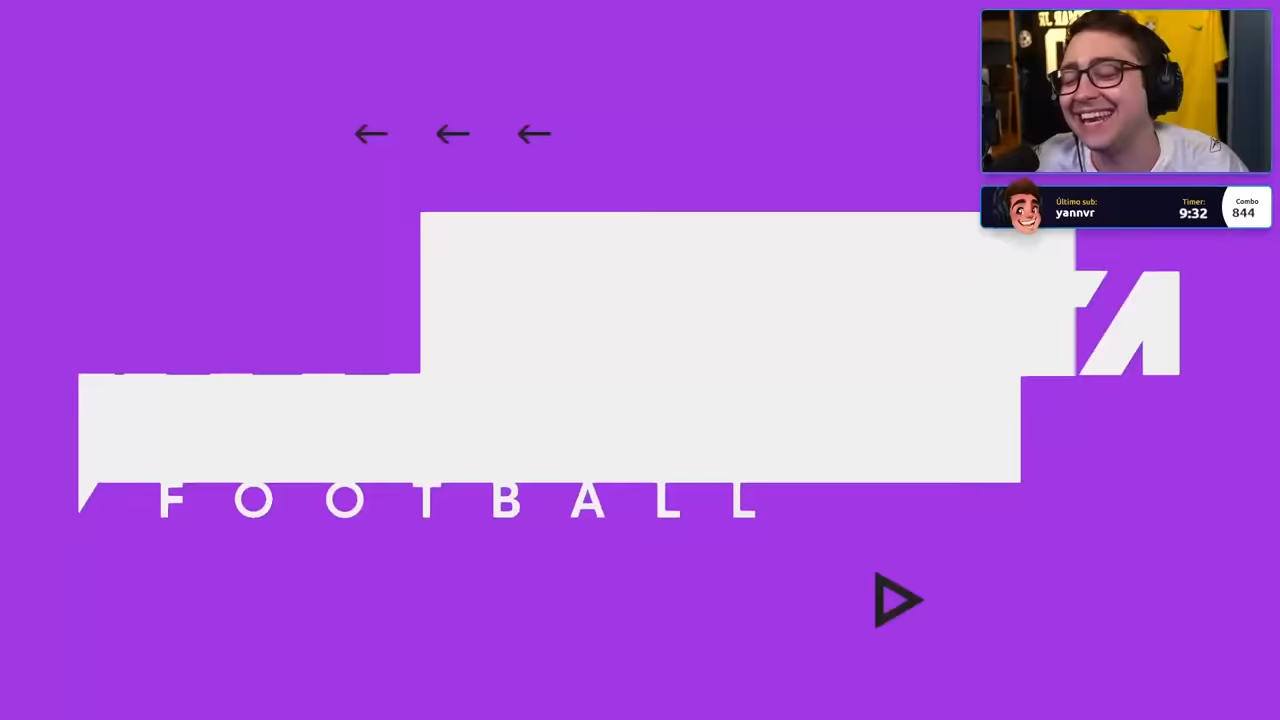 ← ← ←
FOOTBALL
Último sub:
yannvr
Timer:
9:32
Combo
844